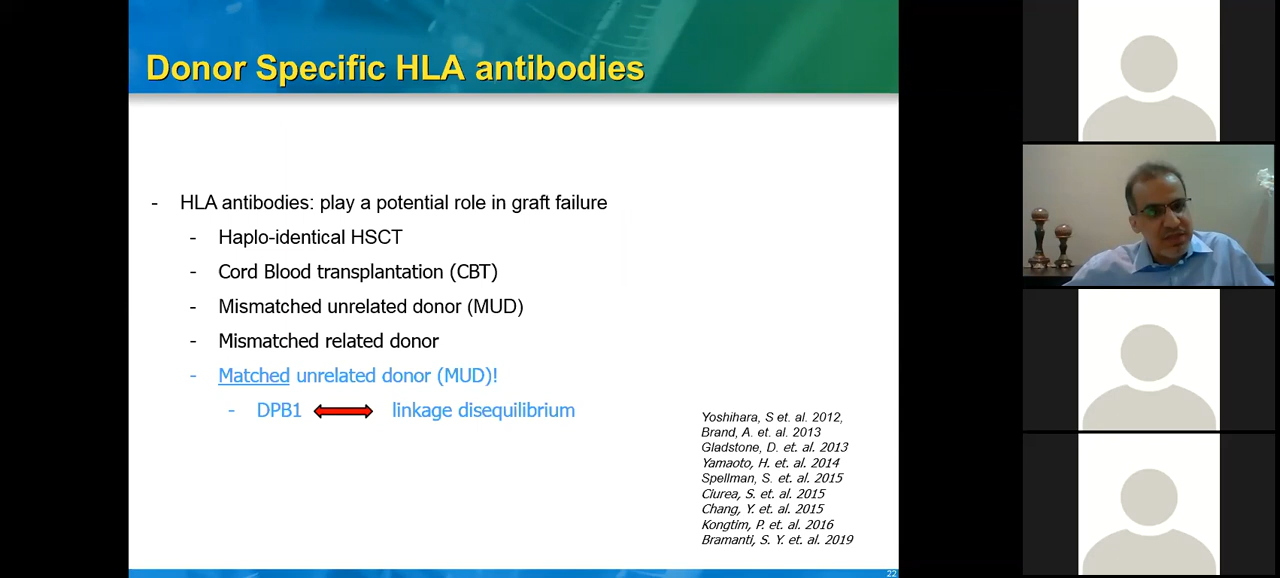 Donor Specific HLA antibodies
- HLA antibodies: play a potential role in graft failure
- Haplo-identical HSCT
- Cord Blood transplantation (CBT)
- Mismatched unrelated donor (MUD)
- Mismatched related donor
- Matched unrelated donor (MUD)!
- DPB1 linkage disequilibrium
Yoshihara, S et. al. 2012,
Brand, A. et. al. 2013
Gladstone, D. et. al. 2013
Yamaoto, H. et. al. 2014
Spellman, S. et. al. 2015
Ciurea, S. et. al. 2015
Chang, Y. et. al. 2015
Kongtim, P. et. al. 2016
Bramanti, S. Y. et. al. 2019
22